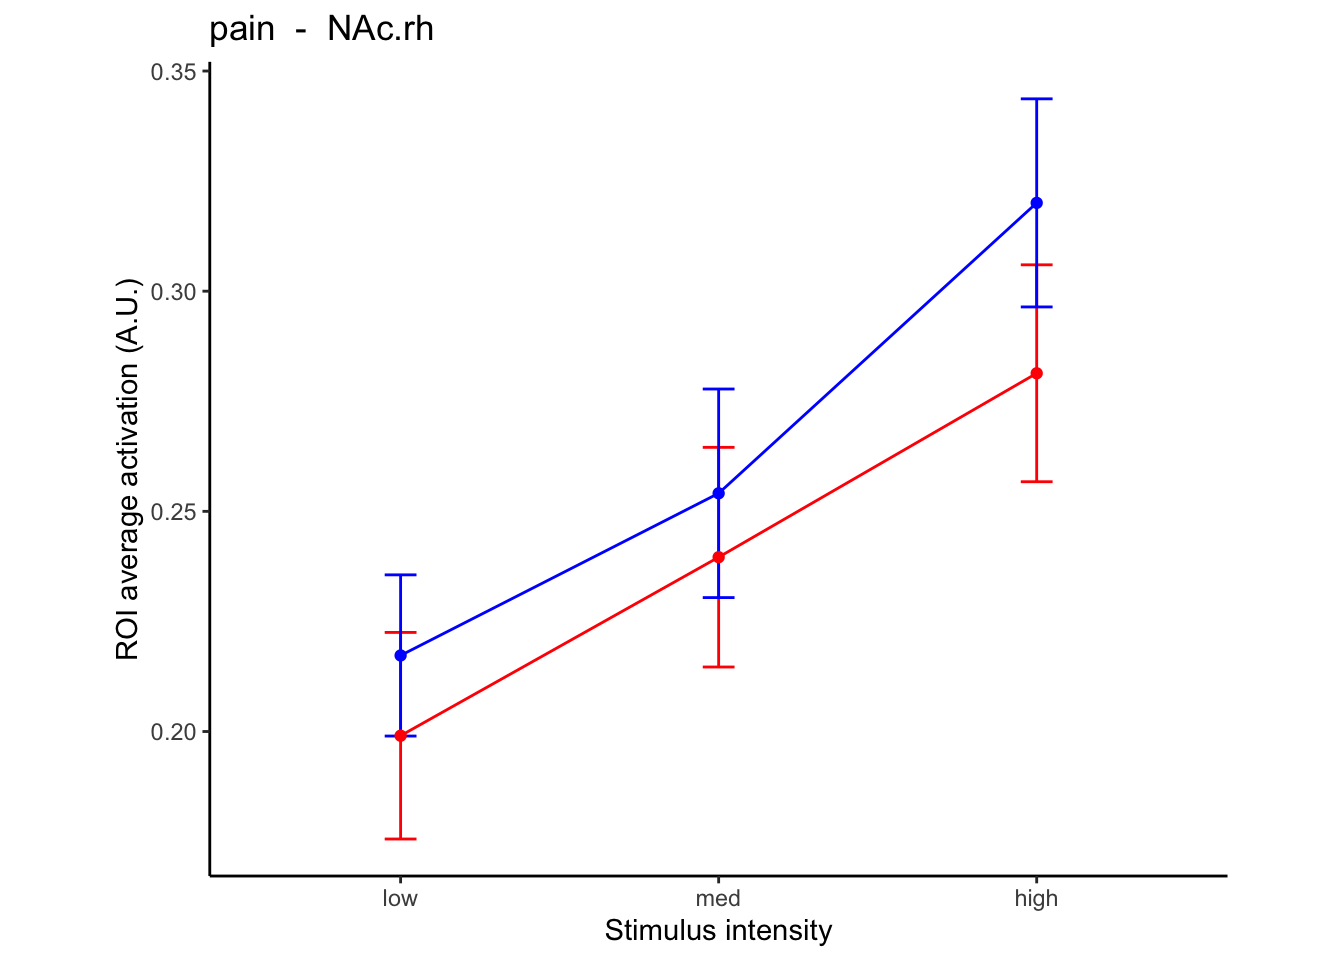 pain  -  NAc.rh
ROI average activation (A.U.)
0.35
0.30
0.25
0.20
low
med
high
Stimulus intensity